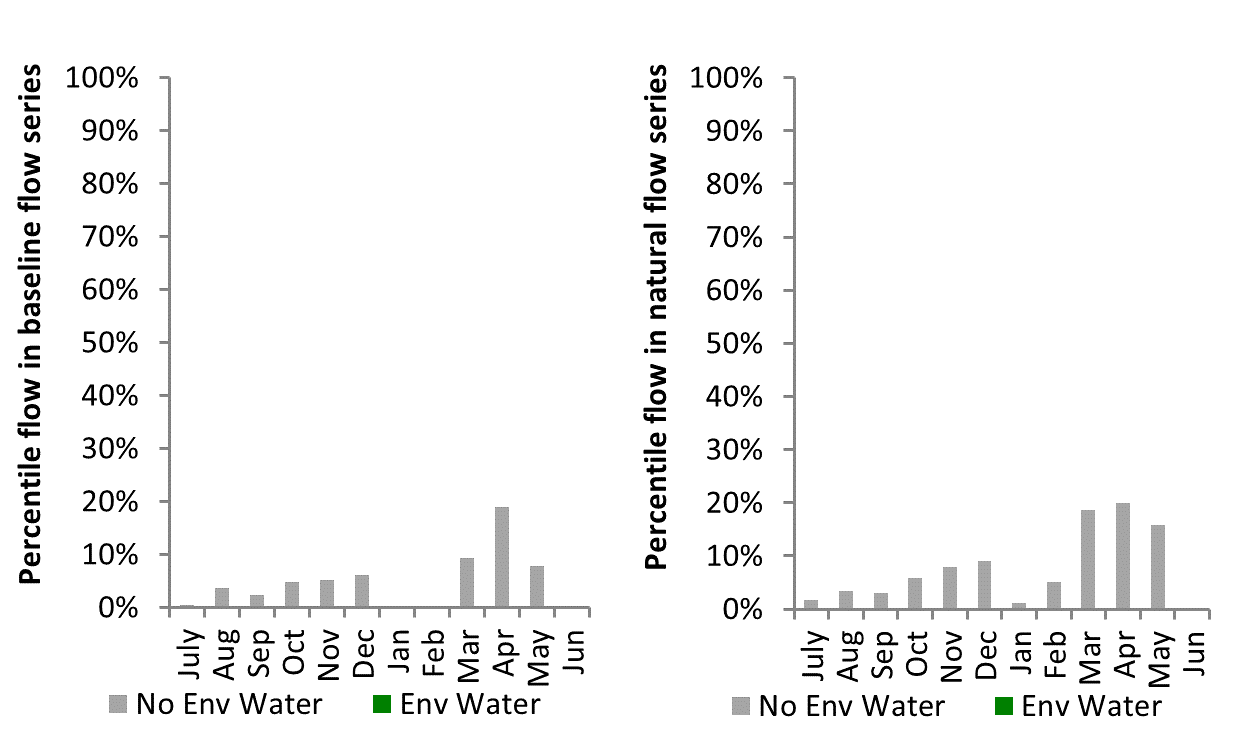 Percentile flow in baseline flow series
100%
90%
80%
70%
60%
50%
40%
30%
20%
10%
0%
July
Aug
Sep
Oct
Nov
Dec
Jan
Feb
Mar
Apr
May
Jun
No Env Water
Env Water
Percentile flow in natural flow series
100%
90%
80%
70%
60%
50%
40%
30%
20%
10%
0%
July
Aug
Sep
Oct
Nov
Dec
Jan
Feb
Mar
Apr
May
Jun
No Env Water
Env Water